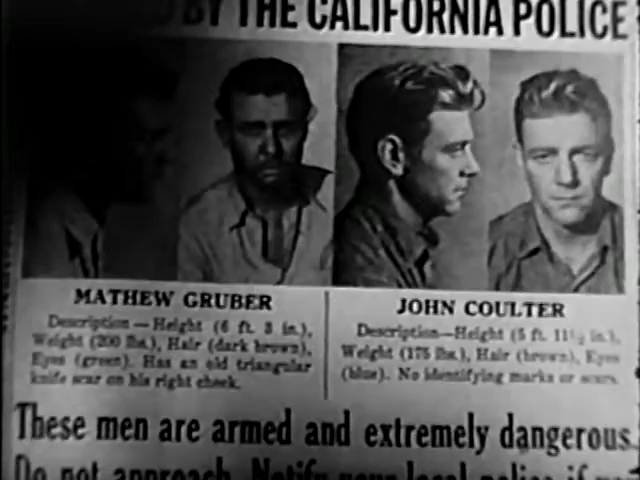 BY THE CALIFORNIA POLICE
MATHEW GRUBER
Description — Height (6 ft. 3 in.),
Weight (200 lbs.), Hair (dark brown),
Eyes (green). Has an old triangular
knife scar on his right cheek.
JOHN COULTER
Description—Height (5 ft. 11½ in.),
Weight (175 lbs.), Hair (brown), Eyes
(blue). No identifying marks or scars.
These men are armed and extremely dangerous.
Do not approach. Notify your local police if